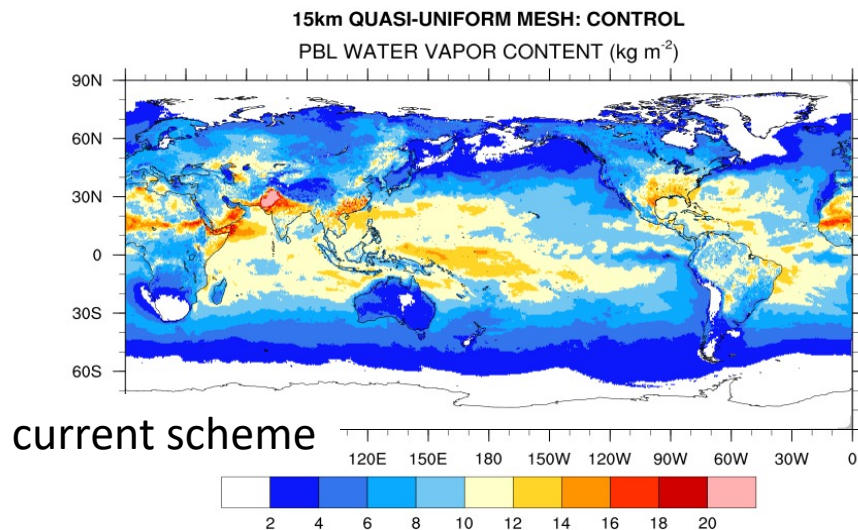 15km QUASI-UNIFORM MESH: CONTROL
PBL WATER VAPOR CONTENT (kg m-2)
90N
60N
30N
0
30S
60S
current scheme
120E 150E 180 150W 120W 90W 60W 30W 0
2 4 6 8 10 12 14 16 18 20